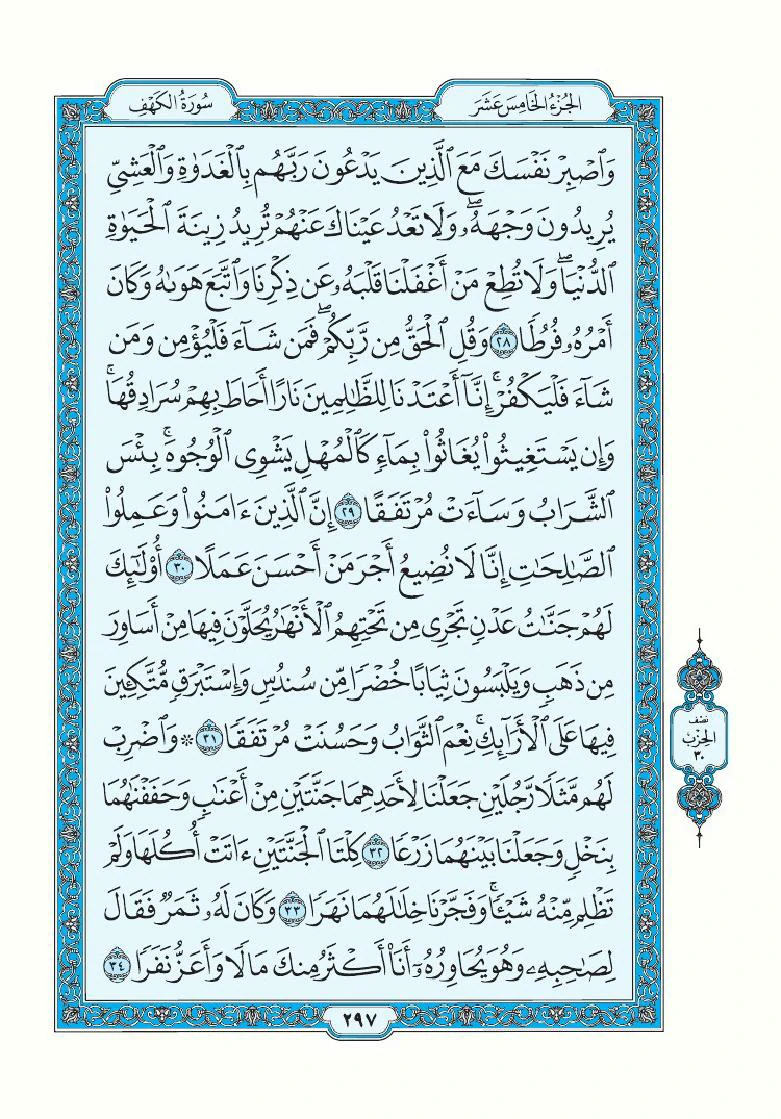 سُورَةُ الكَهْفِ
الجُزْءُ الخَامِسَ عَشَرَ
وَٱصْبِرْ نَفْسَكَ مَعَ ٱلَّذِينَ يَدْعُونَ رَبَّهُم بِٱلْغَدَوٰةِ وَٱلْعَشِيِّ
يُرِيدُونَ وَجْهَهُۥۖ وَلَا تَعْدُ عَيْنَاكَ عَنْهُمْ تُرِيدُ زِينَةَ ٱلْحَيَوٰةِ
ٱلدُّنْيَاۖ وَلَا تُطِعْ مَنْ أَغْفَلْنَا قَلْبَهُۥ عَن ذِكْرِنَا وَٱتَّبَعَ هَوَىٰهُ وَكَانَ
أَمْرُهُۥ فُرُطًا ٢٨ وَقُلِ ٱلْحَقُّ مِن رَّبِّكُمْۖ فَمَن شَآءَ فَلْيُؤْمِن وَمَن
شَآءَ فَلْيَكْفُرْۚ إِنَّآ أَعْتَدْنَا لِلظَّٰلِمِينَ نَارًا أَحَاطَ بِهِمْ سُرَادِقُهَاۚ
وَإِن يَسْتَغِيثُوا۟ يُغَاثُوا۟ بِمَآءٍ كَٱلْمُهْلِ يَشْوِى ٱلْوُجُوهَۚ بِئْسَ
ٱلشَّرَابُ وَسَآءَتْ مُرْتَفَقًا ٢٩ إِنَّ ٱلَّذِينَ ءَامَنُوا۟ وَعَمِلُوا۟
ٱلصَّٰلِحَٰتِ إِنَّا لَا نُضِيعُ أَجْرَ مَنْ أَحْسَنَ عَمَلًا ٣٠ أُو۟لَٰٓئِكَ
لَهُمْ جَنَّٰتُ عَدْنٍ تَجْرِى مِن تَحْتِهِمُ ٱلْأَنْهَٰرُ يُحَلَّوْنَ فِيهَا مِنْ أَسَاوِرَ
مِن ذَهَبٍ وَيَلْبَسُونَ ثِيَابًا خُضْرًا مِّن سُندُسٍ وَإِسْتَبْرَقٍ مُّتَّكِـِٔينَ
فِيهَا عَلَى ٱلْأَرَآئِكِۚ نِعْمَ ٱلثَّوَابُ وَحَسُنَتْ مُرْتَفَقًا ٣١ ۞ وَٱضْرِبْ
لَهُم مَّثَلًا رَّجُلَيْنِ جَعَلْنَا لِأَحَدِهِمَا جَنَّتَيْنِ مِنْ أَعْنَٰبٍ وَحَفَفْنَٰهُمَا
بِنَخْلٍ وَجَعَلْنَا بَيْنَهُمَا زَرْعًا ٣٢ كِلْتَا ٱلْجَنَّتَيْنِ ءَاتَتْ أُكُلَهَا وَلَمْ
تَظْلِم مِّنْهُ شَيْـًٔاۚ وَفَجَّرْنَا خِلَٰلَهُمَا نَهَرًا ٣٣ وَكَانَ لَهُۥ ثَمَرٌ فَقَالَ
لِصَٰحِبِهِۦ وَهُوَ يُحَاوِرُهُۥٓ أَنَا۠ أَكْثَرُ مِنكَ مَالًا وَأَعَزُّ نَفَرًا ٣٤
نصف
الحزب
٣٠
٢٩٧